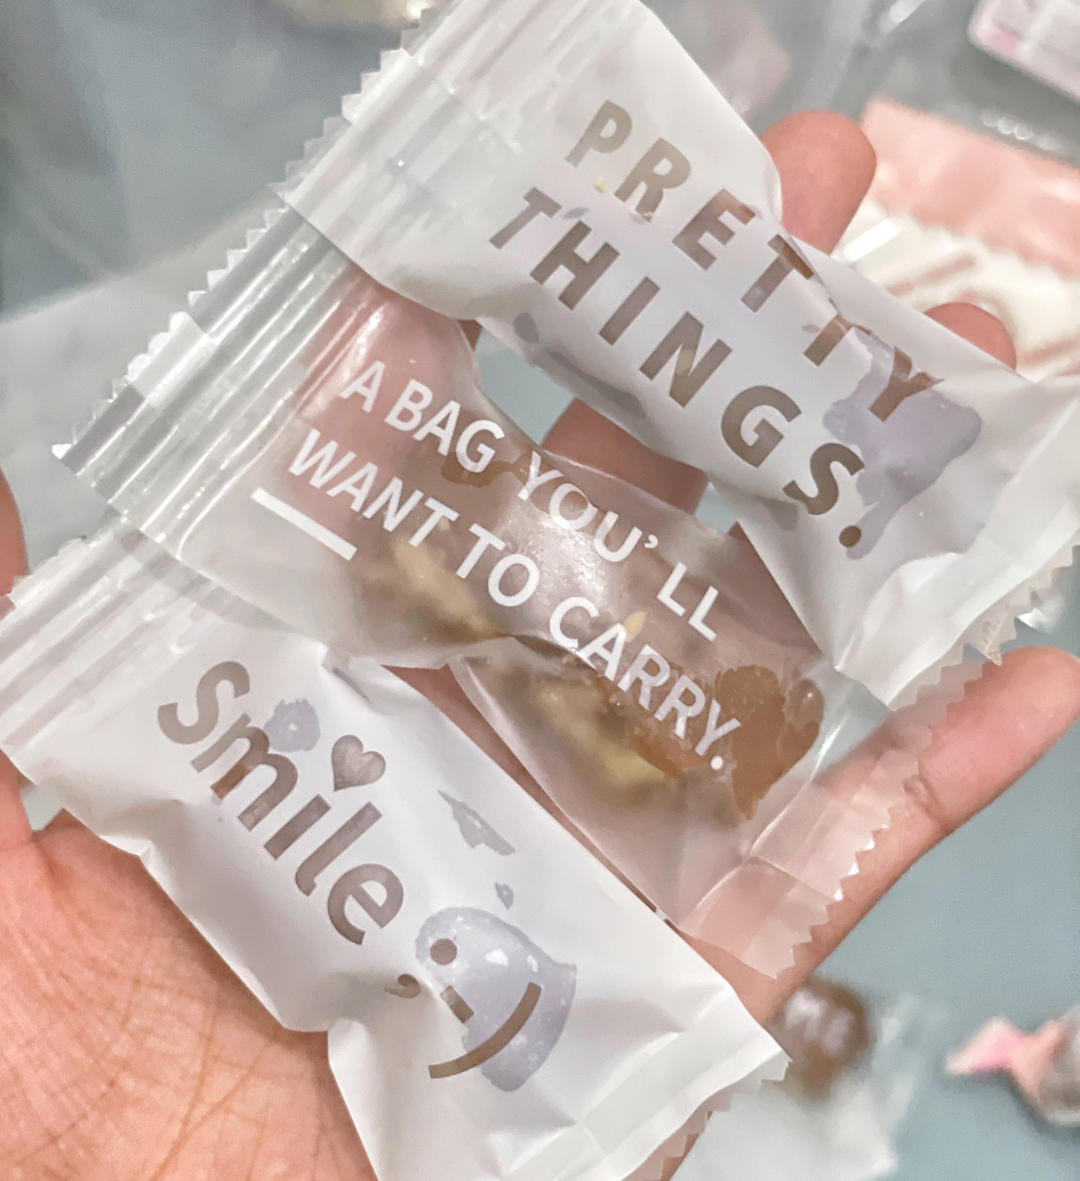 PRETTY
THINGS.
A BAG YOU'LL
WANT TO CARRY.
Smile
,:-)